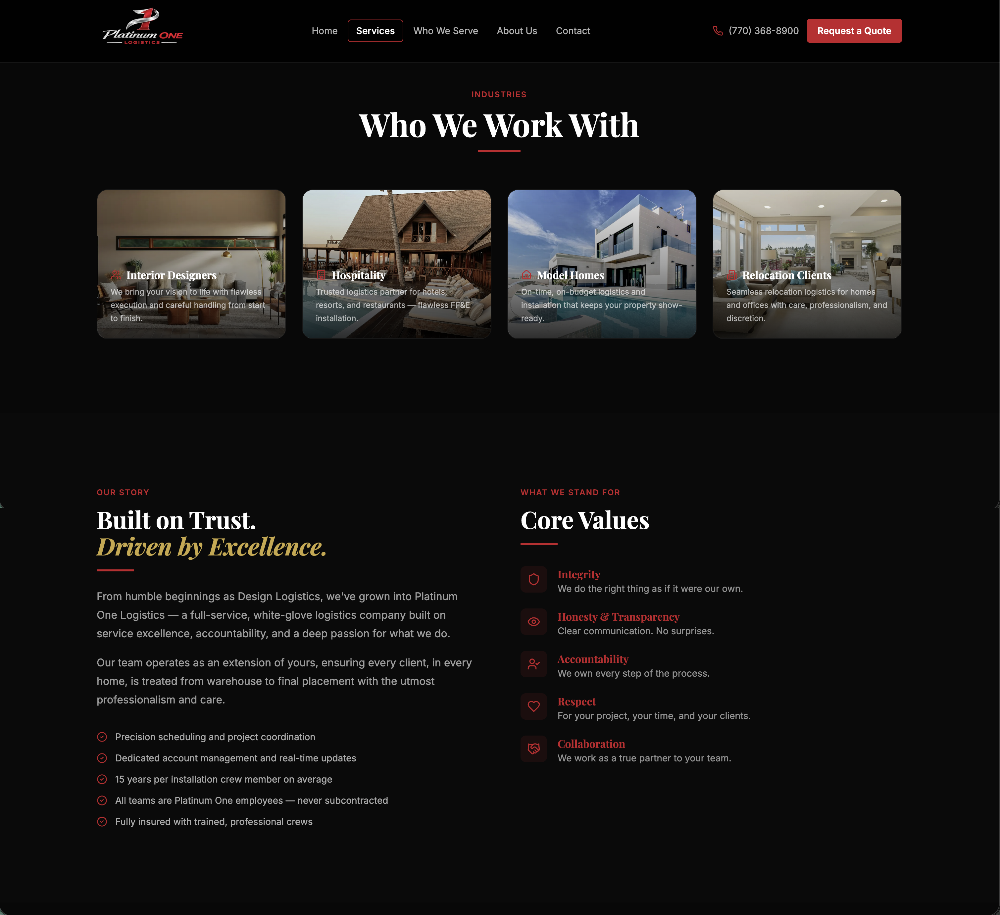 Platinum ONE
LOGISTICS
Home
Services
Who We Serve
About Us
Contact
(770) 368-8900
Request a Quote
INDUSTRIES
Who We Work With
Interior Designers
We bring your vision to life with flawless
execution and careful handling from start
to finish.
Hospitality
Trusted logistics partner for hotels,
resorts, and restaurants — flawless FF&E
installation.
Model Homes
On-time, on-budget logistics and
installation that keeps your property show-
ready.
Relocation Clients
Seamless relocation logistics for homes
and offices with care, professionalism, and
discretion.
OUR STORY
Built on Trust.
Driven by Excellence.
From humble beginnings as Design Logistics, we've grown into Platinum
One Logistics — a full-service, white-glove logistics company built on
service excellence, accountability, and a deep passion for what we do.
Our team operates as an extension of yours, ensuring every client, in every
home, is treated from warehouse to final placement with the utmost
professionalism and care.
Precision scheduling and project coordination
Dedicated account management and real-time updates
15 years per installation crew member on average
All teams are Platinum One employees — never subcontracted
Fully insured with trained, professional crews
WHAT WE STAND FOR
Core Values
Integrity
We do the right thing as if it were our own.
Honesty & Transparency
Clear communication. No surprises.
Accountability
We own every step of the process.
Respect
For your project, your time, and your clients.
Collaboration
We work as a true partner to your team.